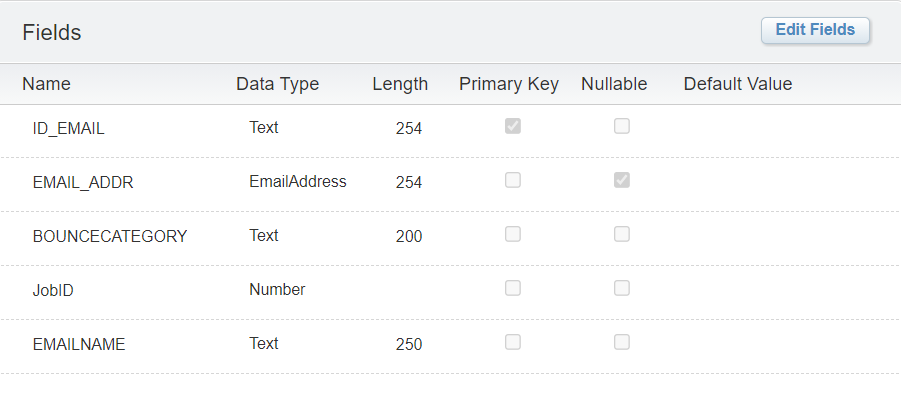 Fields
Edit Fields
Name Data Type Length Primary Key Nullable Default Value
ID_EMAIL Text 254
EMAIL_ADDR EmailAddress 254
BOUNCECATEGORY Text 200
JobID Number
EMAILNAME Text 250